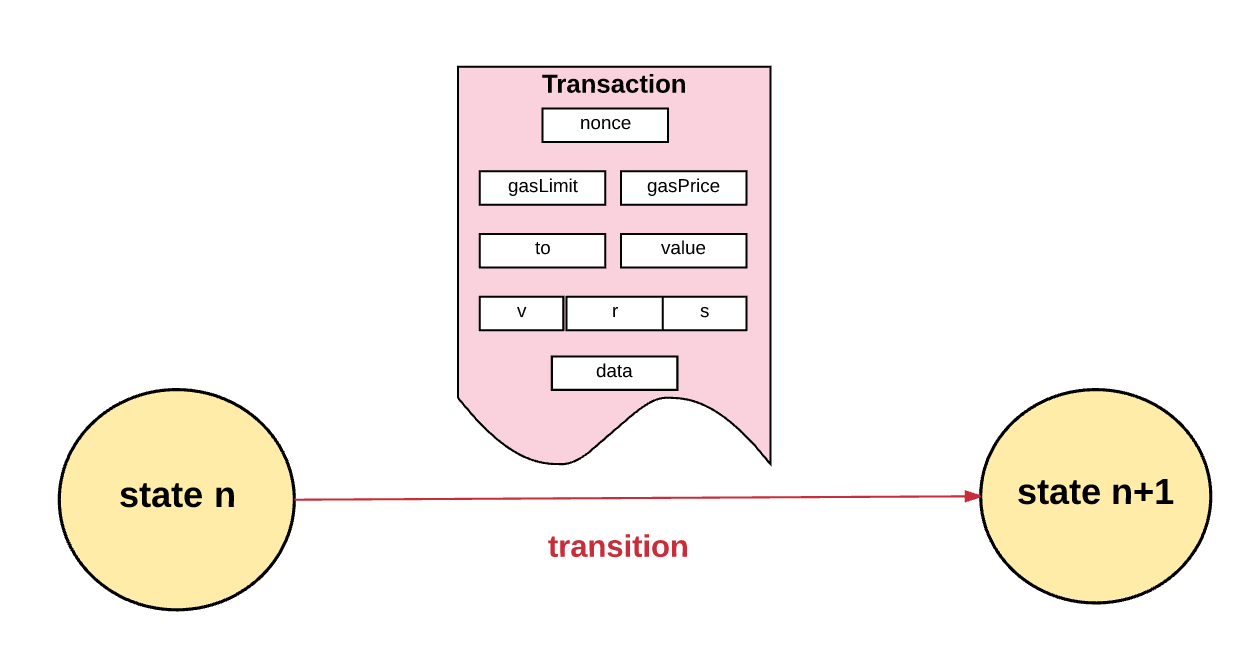 Transaction
nonce
gasLimit gasPrice
to value
v r s
data
state n
state n+1
transition